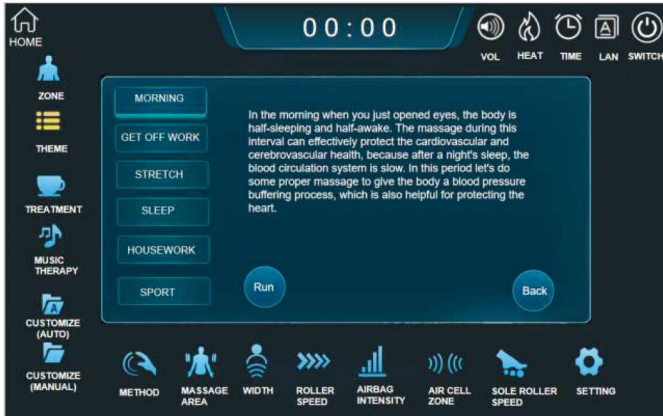 HOME
00:00
VOL
HEAT
TIME
A
LAN
SWITCH
ZONE
THEME
TREATMENT
MUSIC
THERAPY
A
CUSTOMIZE
(AUTO)
CUSTOMIZE
(MANUAL)
MORNING
GET OFF WORK
STRETCH
SLEEP
HOUSEWORK
SPORT
In the morning when you just opened eyes, the body is
half-sleeping and half-awake. The massage during this
interval can effectively protect the cardiovascular and
cerebrovascular health, because after a night's sleep, the
blood circulation system is slow. In this period let's do
some proper massage to give the body a blood pressure
buffering process, which is also helpful for protecting the
heart.
Run
Back
METHOD
MASSAGE
AREA
WIDTH
ROLLER
SPEED
AIRBAG
INTENSITY
AIR CELL
ZONE
SOLE ROLLER
SPEED
SETTING